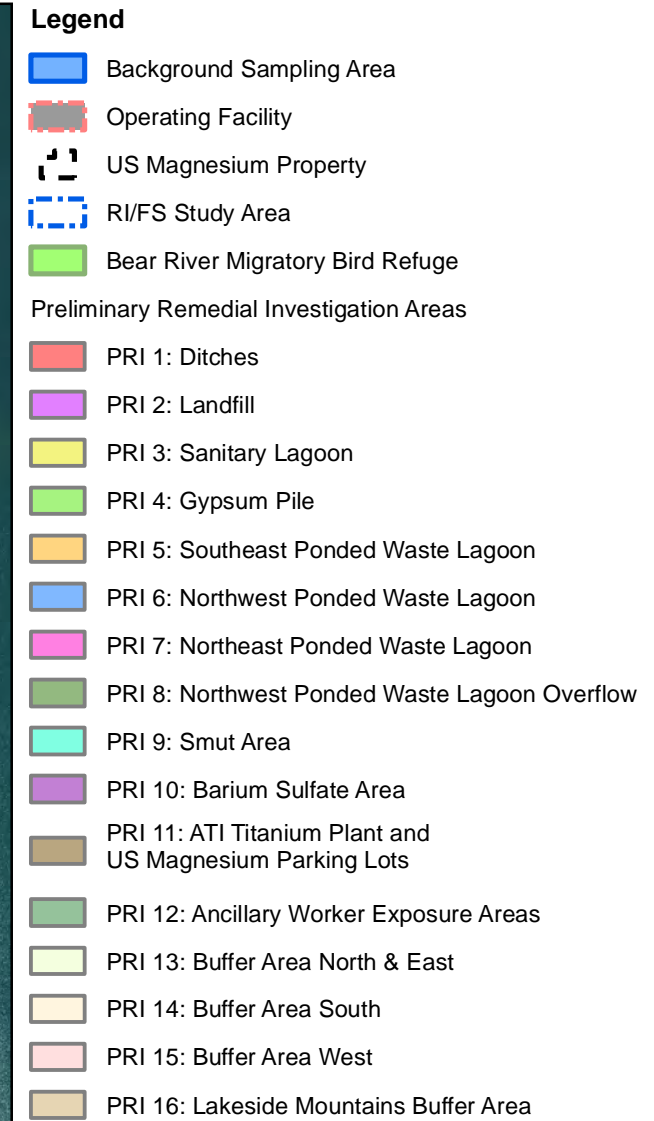 Legend
Background Sampling Area
Operating Facility
US Magnesium Property
RI/FS Study Area
Bear River Migratory Bird Refuge
Preliminary Remedial Investigation Areas
PRI 1: Ditches
PRI 2: Landfill
PRI 3: Sanitary Lagoon
PRI 4: Gypsum Pile
PRI 5: Southeast Ponded Waste Lagoon
PRI 6: Northwest Ponded Waste Lagoon
PRI 7: Northeast Ponded Waste Lagoon
PRI 8: Northwest Ponded Waste Lagoon Overflow
PRI 9: Smut Area
PRI 10: Barium Sulfate Area
PRI 11: ATI Titanium Plant and
US Magnesium Parking Lots
PRI 12: Ancillary Worker Exposure Areas
PRI 13: Buffer Area North & East
PRI 14: Buffer Area South
PRI 15: Buffer Area West
PRI 16: Lakeside Mountains Buffer Area